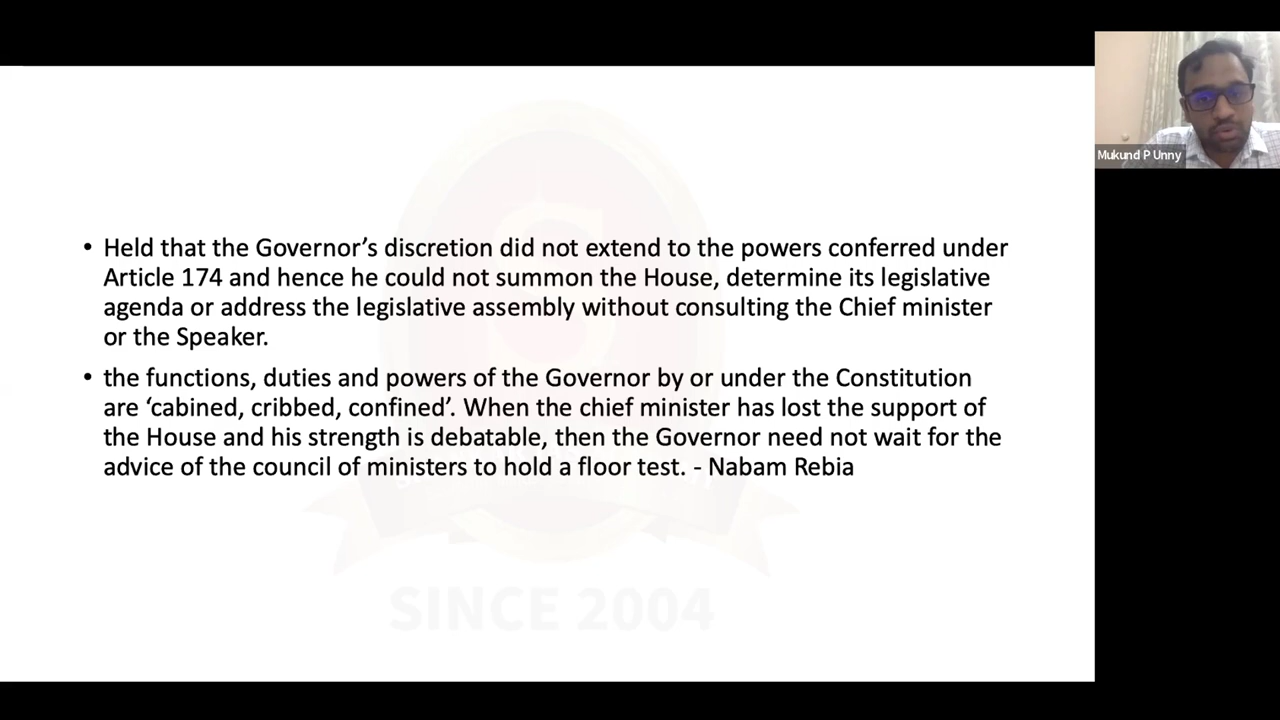 • Held that the Governor’s discretion did not extend to the powers conferred under
Article 174 and hence he could not summon the House, determine its legislative
agenda or address the legislative assembly without consulting the Chief minister
or the Speaker.
• the functions, duties and powers of the Governor by or under the Constitution
are ‘cabined, cribbed, confined’. When the chief minister has lost the support of
the House and his strength is debatable, then the Governor need not wait for the
advice of the council of ministers to hold a floor test. - Nabam Rebia
SINCE 2004
Mukund P Unny